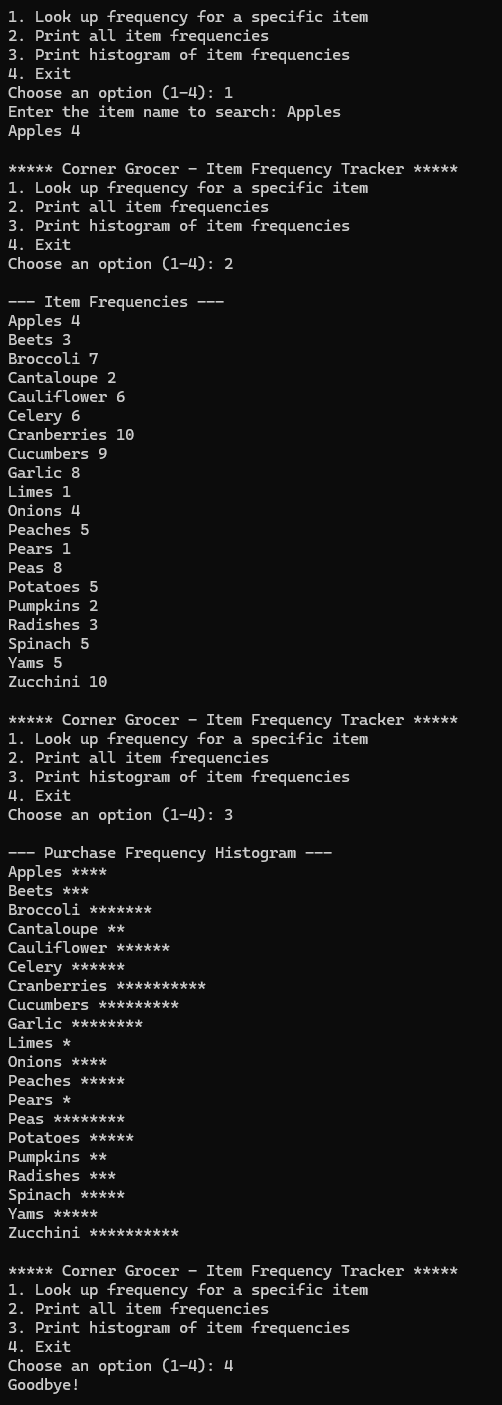 1. Look up frequency for a specific item
2. Print all item frequencies
3. Print histogram of item frequencies
4. Exit
Choose an option (1-4): 1
Enter the item name to search: Apples
Apples 4
***** Corner Grocer - Item Frequency Tracker *****
1. Look up frequency for a specific item
2. Print all item frequencies
3. Print histogram of item frequencies
4. Exit
Choose an option (1-4): 2
--- Item Frequencies ---
Apples 4
Beets 3
Broccoli 7
Cantaloupe 2
Cauliflower 6
Celery 6
Cranberries 10
Cucumbers 9
Garlic 8
Limes 1
Onions 4
Peaches 5
Pears 1
Peas 8
Potatoes 5
Pumpkins 2
Radishes 3
Spinach 5
Yams 5
Zucchini 10
***** Corner Grocer - Item Frequency Tracker *****
1. Look up frequency for a specific item
2. Print all item frequencies
3. Print histogram of item frequencies
4. Exit
Choose an option (1-4): 3
--- Purchase Frequency Histogram ---
Apples ****
Beets ***
Broccoli *******
Cantaloupe **
Cauliflower ******
Celery ******
Cranberries **********
Cucumbers *********
Garlic ********
Limes *
Onions ****
Peaches *****
Pears *
Peas ********
Potatoes *****
Pumpkins **
Radishes ***
Spinach *****
Yams *****
Zucchini **********
***** Corner Grocer - Item Frequency Tracker *****
1. Look up frequency for a specific item
2. Print all item frequencies
3. Print histogram of item frequencies
4. Exit
Choose an option (1-4): 4
Goodbye!